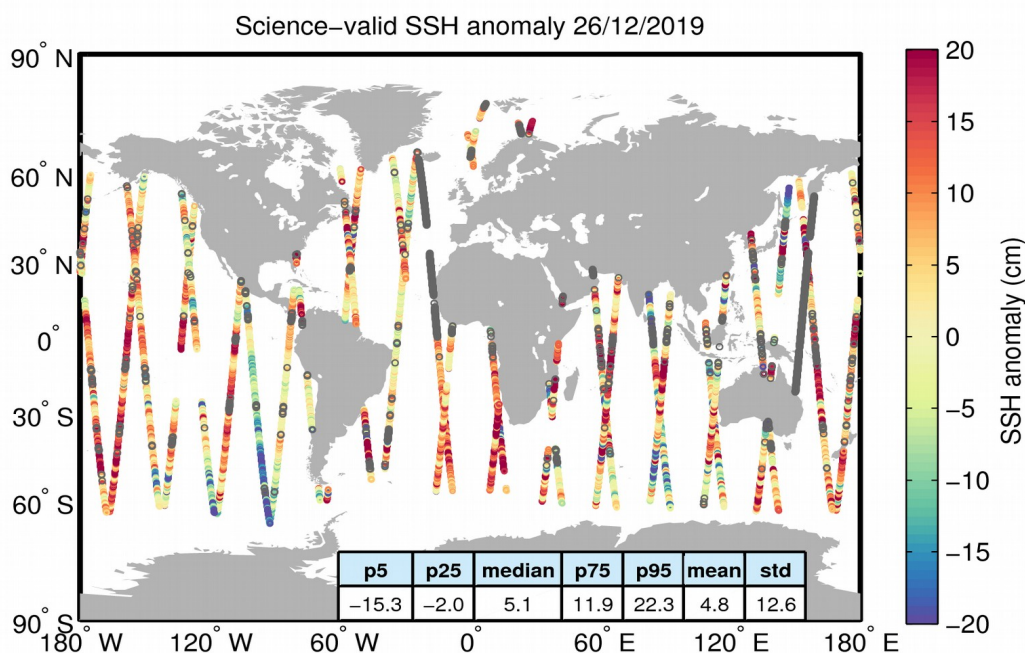 Science−valid SSH anomaly 26/12/2019
90° N
60° N
30° N
0°
30° S
60° S
90° S
180° W
120° W
60° W
0°
60° E
120° E
180° E
p5 p25 median p75 p95 mean std
−15.3 −2.0 5.1 11.9 22.3 4.8 12.6
20
15
10
5
0
−5
−10
−15
−20
SSH anomaly (cm)